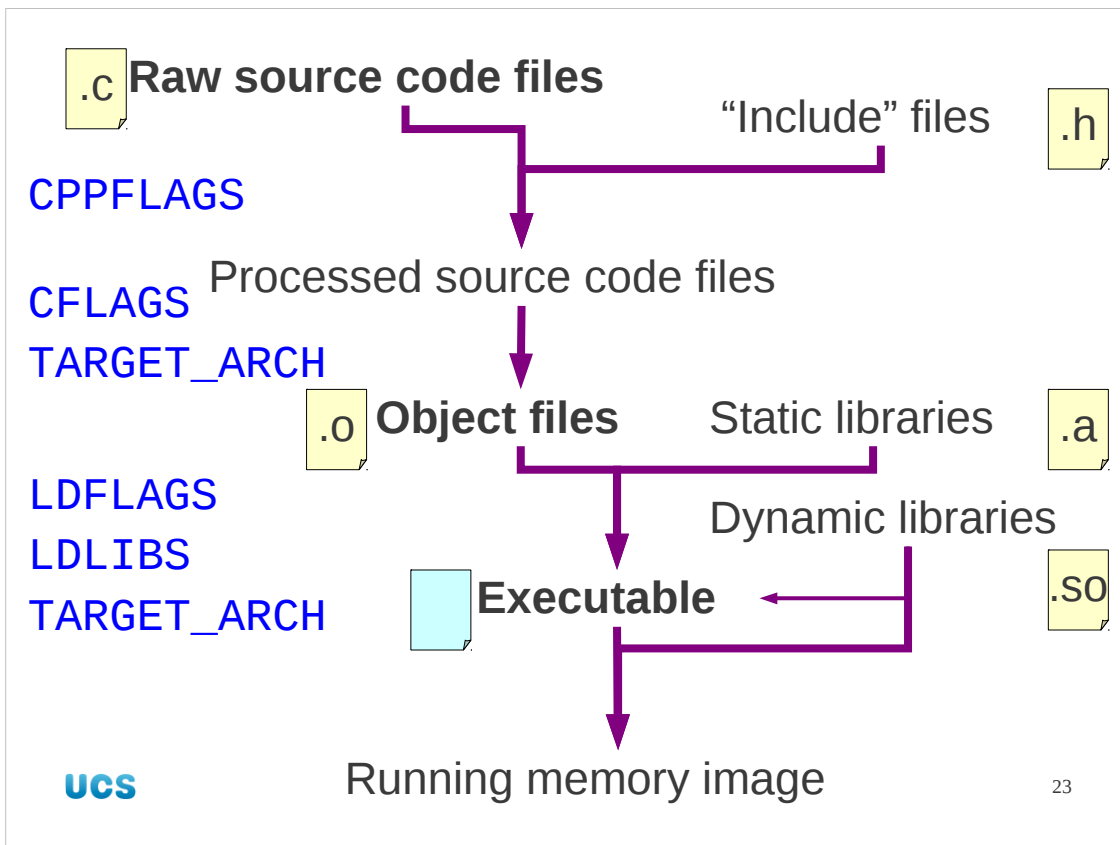 .c Raw source code files
“Include” files
.h
CPPFLAGS
Processed source code files
CFLAGS
TARGET_ARCH
.o Object files
Static libraries
.a
LDFLAGS
Dynamic libraries
LDLIBS
.so
Executable
TARGET_ARCH
UCS
Running memory image
23